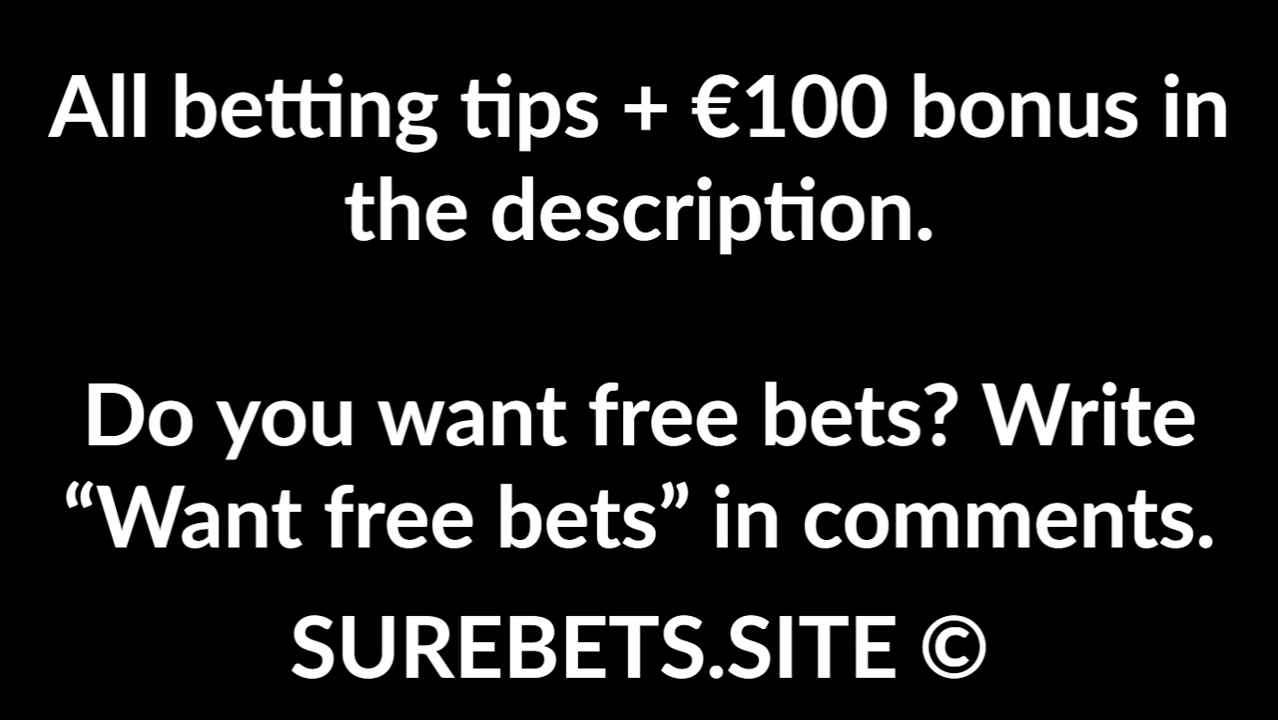 All betting tips + €100 bonus in
the description.
Do you want free bets? Write
“Want free bets” in comments.
SUREBETS.SITE ©